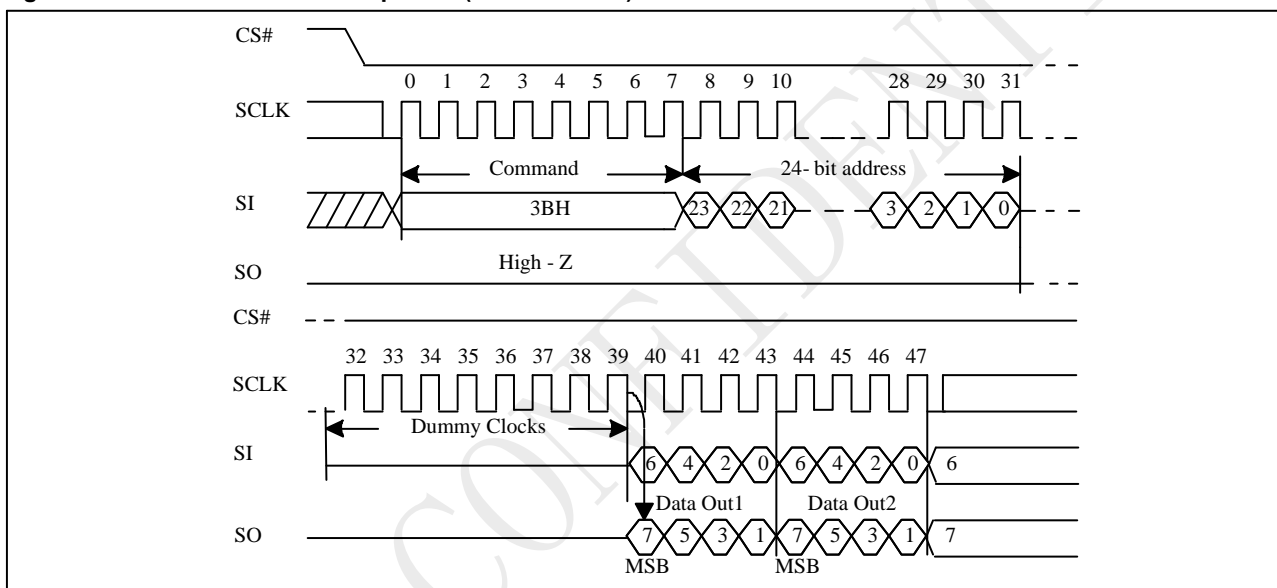 CS#
0 1 2 3 4 5 6 7 8 9 10 28 29 30 31
SCLK
Command 24- bit address
SI 3BH 23 22 21 3 2 1 0
High - Z
SO
CS#
32 33 34 35 36 37 38 39 40 41 42 43 44 45 46 47
SCLK
Dummy Clocks
SI 6 4 2 0 6 4 2 0 6
Data Out1 Data Out2
SO 7 5 3 1 7 5 3 1 7
MSB MSB